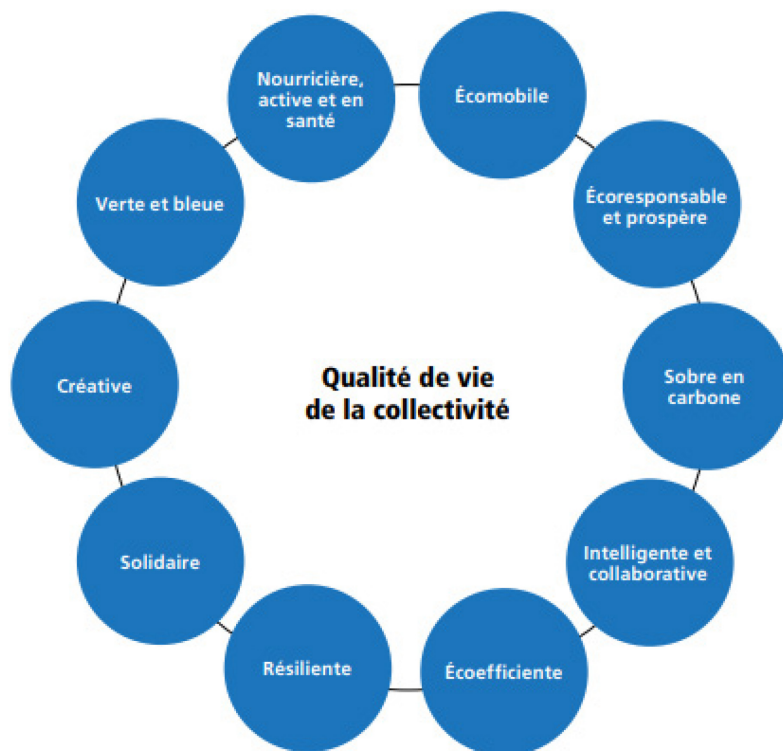 Nourricière,
active et en
santé
Écomobile
Écoresponsable
et prospère
Sobre en
carbone
Intelligente et
collaborative
Écoefficiente
Résiliente
Solidaire
Créative
Verte et bleue
Qualité de vie
de la collectivité